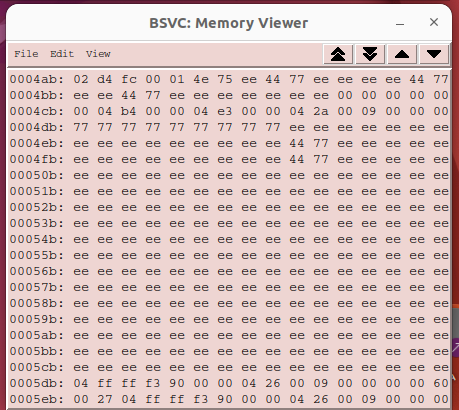 BSVC: Memory Viewer
File Edit View
0004ab: 02 d4 fc 00 01 4e 75 ee 44 77 ee ee ee ee 44 77
0004bb: ee ee 44 77 ee ee ee ee ee ee ee 00 00 00 00 00
0004cb: 00 04 b4 00 00 04 e3 00 00 04 2a 00 09 00 00 00
0004db: 77 77 77 77 77 77 77 77 77 ee ee ee ee ee ee ee
0004eb: ee ee ee ee ee ee ee ee ee 44 77 ee ee ee ee ee
0004fb: ee ee ee ee ee ee ee ee ee 44 77 ee ee ee ee ee
00050b: ee ee ee ee ee ee ee ee ee ee ee ee ee ee ee ee
00051b: ee ee ee ee ee ee ee ee ee ee ee ee ee ee ee ee
00052b: ee ee ee ee ee ee ee ee ee ee ee ee ee ee ee ee
00053b: ee ee ee ee ee ee ee ee ee ee ee ee ee ee ee ee
00054b: ee ee ee ee ee ee ee ee ee ee ee ee ee ee ee ee
00055b: ee ee ee ee ee ee ee ee ee ee ee ee ee ee ee ee
00056b: ee ee ee ee ee ee ee ee ee ee ee ee ee ee ee ee
00057b: ee ee ee ee ee ee ee ee ee ee ee ee ee ee ee ee
00058b: ee ee ee ee ee ee ee ee ee ee ee ee ee ee ee ee
00059b: ee ee ee ee ee ee ee ee ee ee ee ee ee ee ee ee
0005ab: ee ee ee ee ee ee ee ee ee ee ee ee ee ee ee ee
0005bb: ee ee ee ee ee ee ee ee ee ee ee ee ee ee ee ee
0005cb: ee ee ee ee ee ee ee ee ee ee ee ee ee ee ee ee
0005db: 04 ff ff f3 90 00 00 04 26 00 09 00 00 00 00 60
0005eb: 00 27 04 ff ff f3 90 00 00 04 26 00 09 00 00 00